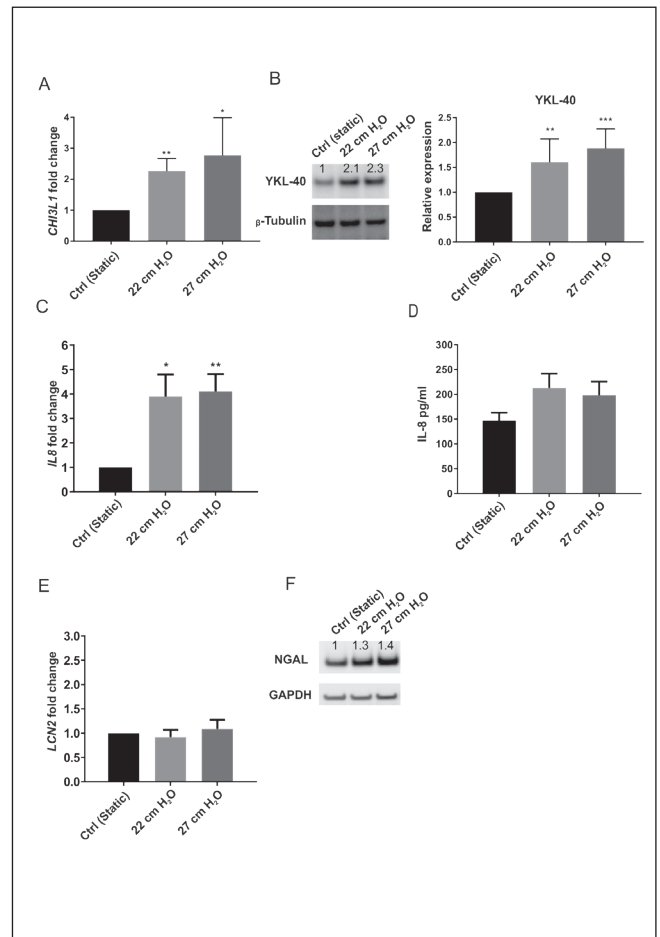 A
CHI3L1 fold change
4
3
2
1
0
**
*
Ctrl (Static)
22 cm H₂O
27 cm H₂O
B
Ctrl (static)
22 cm H₂O
27 cm H₂O
1 2.1 2.3
YKL-40
β-Tubulin
YKL-40
Relative expression
2.5
2.0
1.5
1.0
0.5
0.0
**
***
Ctrl (Static)
22 cm H₂O
27 cm H₂O
C
IL8 fold change
6
5
4
3
2
1
0
*
**
Ctrl (Static)
22 cm H₂O
27 cm H₂O
D
IL-8 pg/ml
300
250
200
150
100
50
0
Ctrl (Static)
22 cm H₂O
27 cm H₂O
E
LCN2 fold change
3.0
2.5
2.0
1.5
1.0
0.5
0.0
Ctrl (Static)
22 cm H₂O
27 cm H₂O
F
Ctrl (Static)
22 cm H₂O
27 cm H₂O
1 1.3 1.4
NGAL
GAPDH